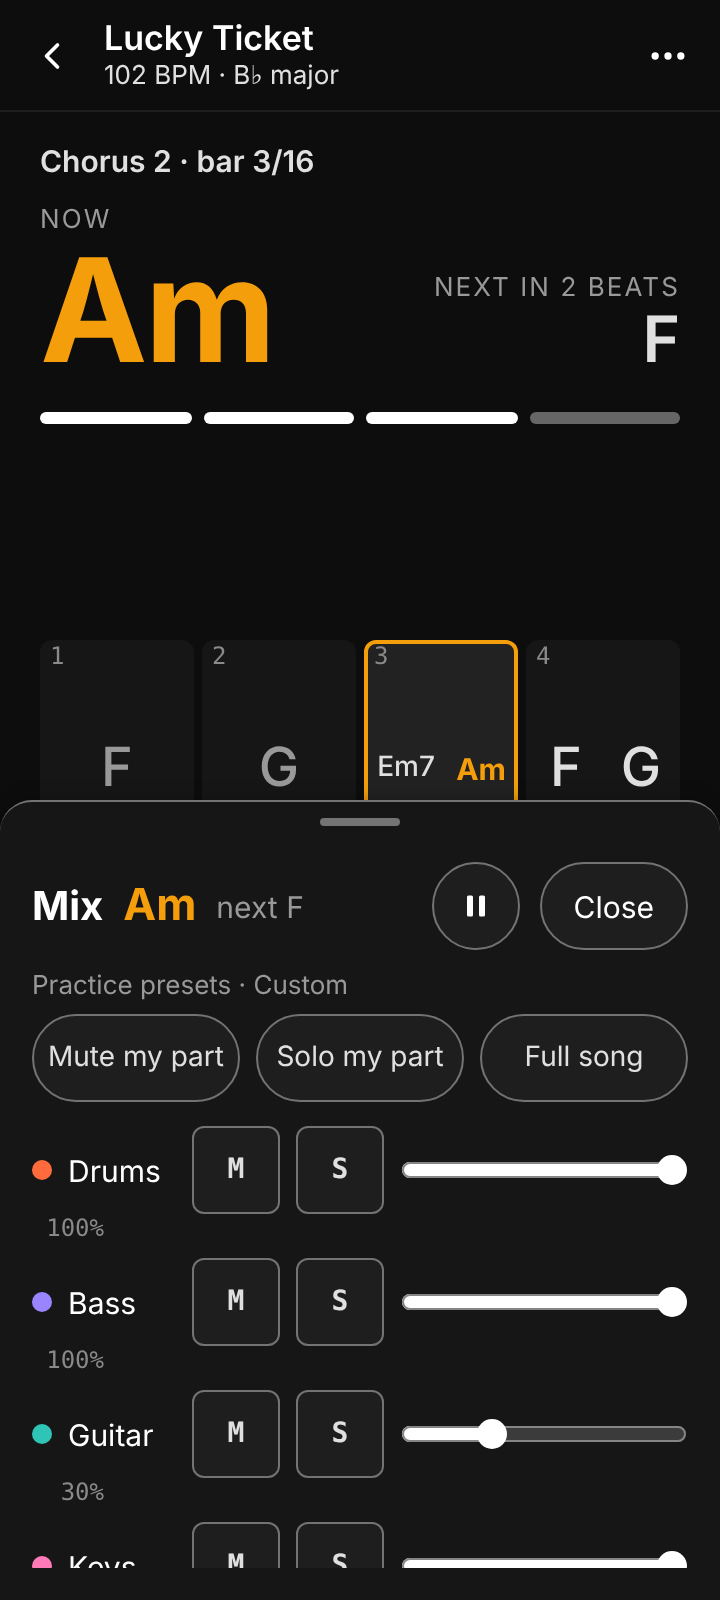 Lucky Ticket
102 BPM · B♭ major
Chorus 2 · bar 3/16
NOW
Am
NEXT IN 2 BEATS
F
1 2 3 4
F G Em7 Am F G
Mix Am next F Close
Practice presets · Custom
Mute my part Solo my part Full song
Drums M S
100%
Bass M S
100%
Guitar M S
30%
Keys M S